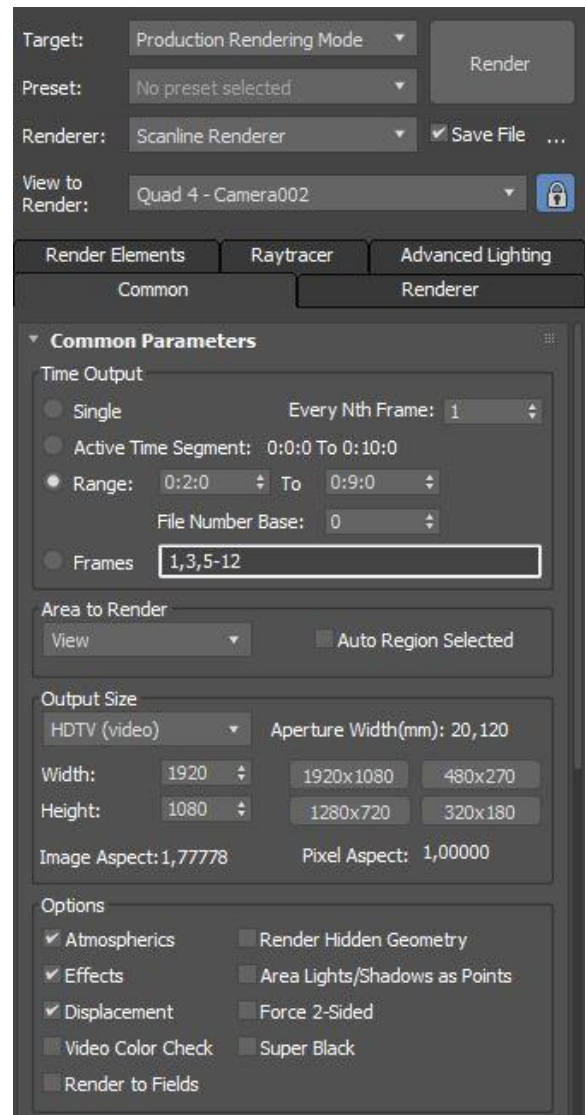 Target: Production Rendering Mode
Render
Preset: No preset selected
Renderer: Scanline Renderer Save File ...
View to
Render: Quad 4 - Camera002
Render Elements Raytracer Advanced Lighting
Common Renderer
Common Parameters
Time Output
Single Every Nth Frame: 1
Active Time Segment: 0:0:0 To 0:10:0
Range: 0:2:0 To 0:9:0
File Number Base: 0
Frames 1,3,5-12
Area to Render
View Auto Region Selected
Output Size
HDTV (video) Aperture Width(mm): 20,120
Width: 1920 1920x1080 480x270
Height: 1080 1280x720 320x180
Image Aspect:1,77778 Pixel Aspect: 1,00000
Options
Atmospherics Render Hidden Geometry
Effects Area Lights/Shadows as Points
Displacement Force 2-Sided
Video Color Check Super Black
Render to Fields